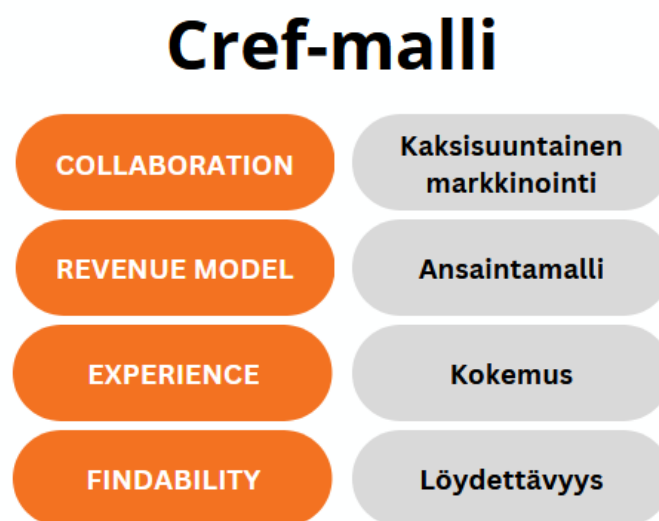 Cref-malli
COLLABORATION
Kaksisuuntainen
markkinointi
REVENUE MODEL
Ansaintamalli
EXPERIENCE
Kokemus
FINDABILITY
Löydettävyys